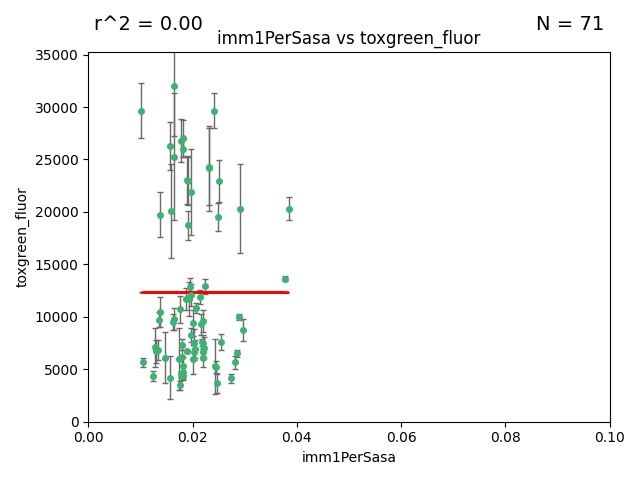 r^2 = 0.00
N = 71
imm1PerSasa vs toxgreen_fluor
35000
30000
25000
20000
15000
10000
5000
0
toxgreen_fluor
0.00
0.02
0.04
0.06
0.08
0.10
imm1PerSasa